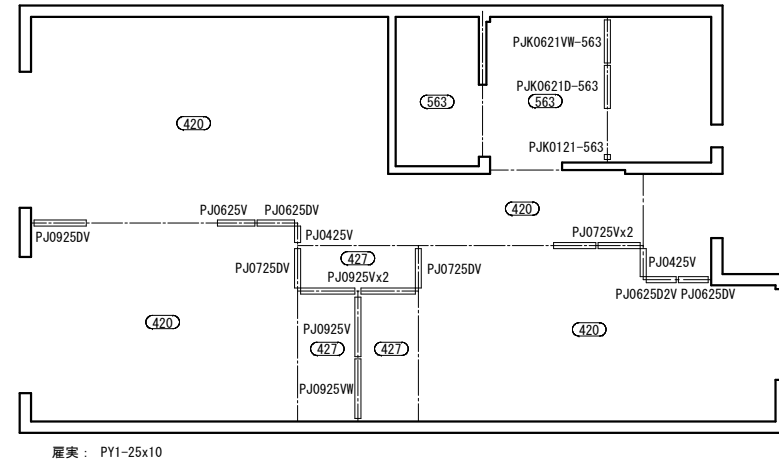 PJK0621VW-563
PJK0621D-563
563
563
420
PJK0121-563
PJ0625V
PJ0625DV
420
PJ0925DV
PJ0425V
PJ0725Vx2
427
PJ0725DV
PJ0725DV
PJ0425V
PJ0925Vx2
PJ0625D2V
PJ0625DV
420
PJ0925V
420
427
427
PJ0925VW
雇実： PY1-25x10